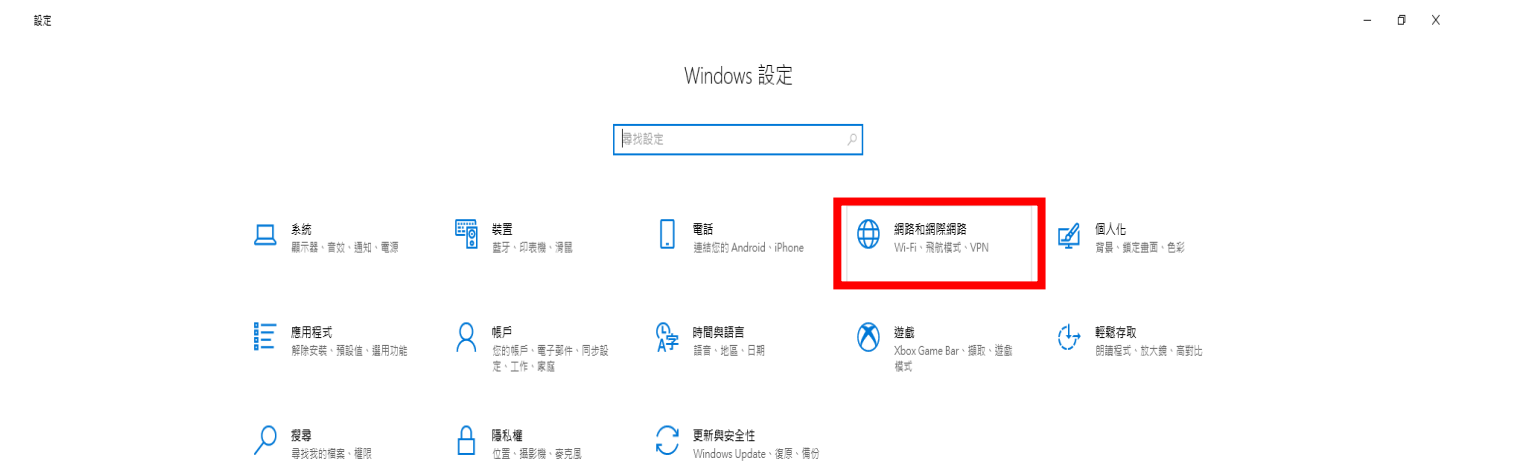 設定
Windows 設定
尋找設定
系統
顯示器、音效、通知、電源
裝置
藍牙、印表機、滑鼠
電話
連結您的 Android、iPhone
網路和網際網路
Wi-Fi、飛航模式、VPN
個人化
背景、鎖定畫面、色彩
應用程式
解除安裝、預設值、選用功能
帳戶
您的帳戶、電子郵件、同步設
定、工作、家庭
時間與語言
語音、地區、日期
遊戲
Xbox Game Bar、擷取、遊戲
模式
輕鬆存取
朗讀程式、放大鏡、高對比
搜尋
尋找我的檔案、權限
隱私權
位置、攝影機、麥克風
更新與安全性
Windows Update、復原、備份